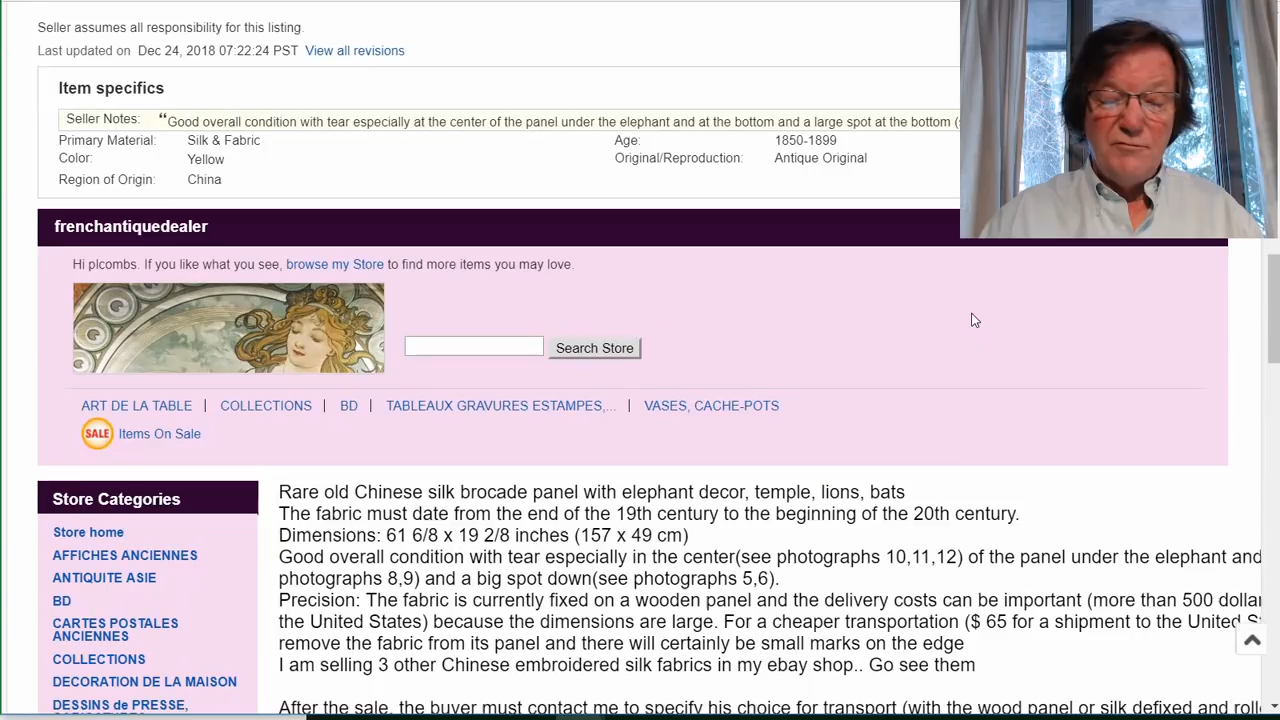 Seller assumes all responsibility for this listing.
Last updated on Dec 24, 2018 07:22:24 PST View all revisions
Item specifics
Seller Notes: “Good overall condition with tear especially at the center of the panel under the elephant and at the bottom and a large spot at the bottom (
Primary Material: Silk & Fabric Age: 1850-1899
Color: Yellow Original/Reproduction: Antique Original
Region of Origin: China
frenchantiquedealer
Hi plcombs. If you like what you see, browse my Store to find more items you may love.
Search Store
ART DE LA TABLE | COLLECTIONS | BD | TABLEAUX GRAVURES ESTAMPES,... | VASES, CACHE-POTS
SALE Items On Sale
Store Categories
Store home
AFFICHES ANCIENNES
ANTIQUITE ASIE
BD
CARTES POSTALES
ANCIENNES
COLLECTIONS
DECORATION DE LA MAISON
DESSINS de PRESSE,
Rare old Chinese silk brocade panel with elephant decor, temple, lions, bats
The fabric must date from the end of the 19th century to the beginning of the 20th century.
Dimensions: 61 6/8 x 19 2/8 inches (157 x 49 cm)
Good overall condition with tear especially in the center(see photographs 10,11,12) of the panel under the elephant and
photographs 8,9) and a big spot down(see photographs 5,6).
Precision: The fabric is currently fixed on a wooden panel and the delivery costs can be important (more than 500 dollar
the United States) because the dimensions are large. For a cheaper transportation ($ 65 for a shipment to the United
remove the fabric from its panel and there will certainly be small marks on the edge
I am selling 3 other Chinese embroidered silk fabrics in my ebay shop.. Go see them
After the sale, the buyer must contact me to specify his choice for transport (with the wood panel or silk defixed and